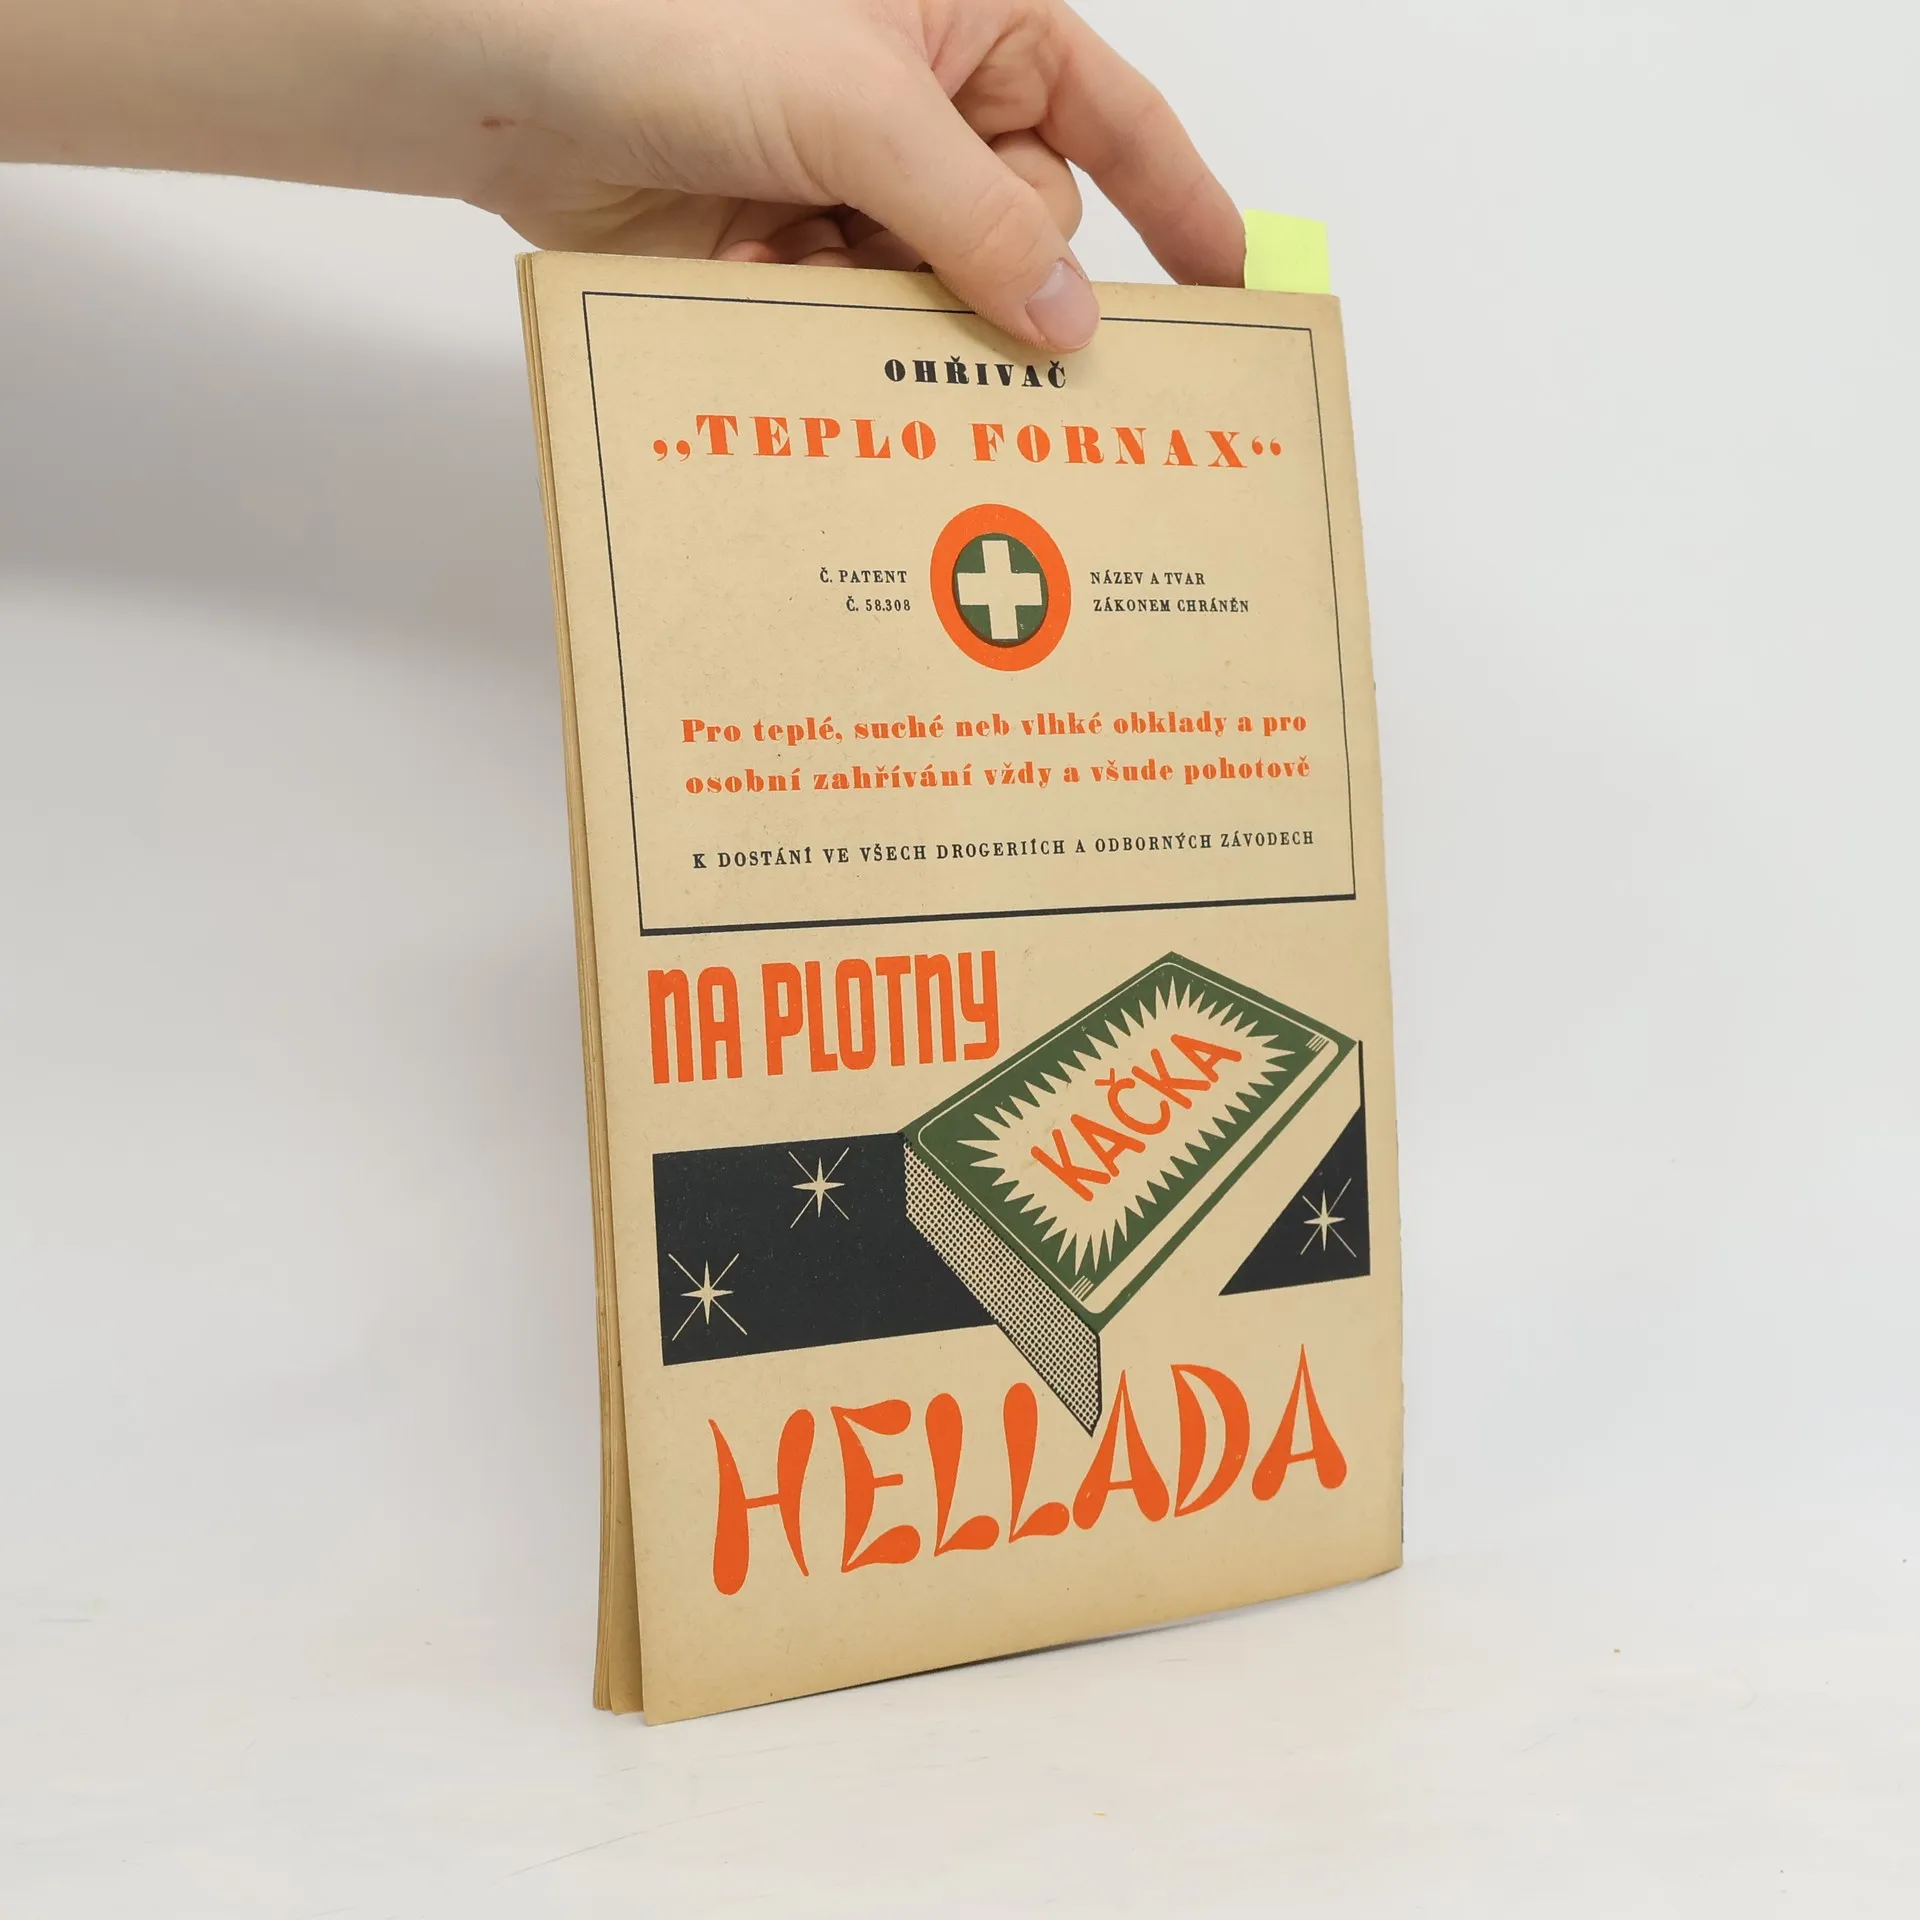 OHŘIVAČ
„TEPLO FORNAX“
Č. PATENT
Č. 58.308
NÁZEV A TVAR
ZÁKONEM CHRÁNĚN
Pro teplé, suché neb vlhké obklady a pro
osobní zahřívání vždy a všude pohotově
K DOSTÁNÍ VE VŠECH DROGERIÍCH A ODBORNÝCH ZÁVODECH
NA PLOTNY
KAČKA
HELLADA